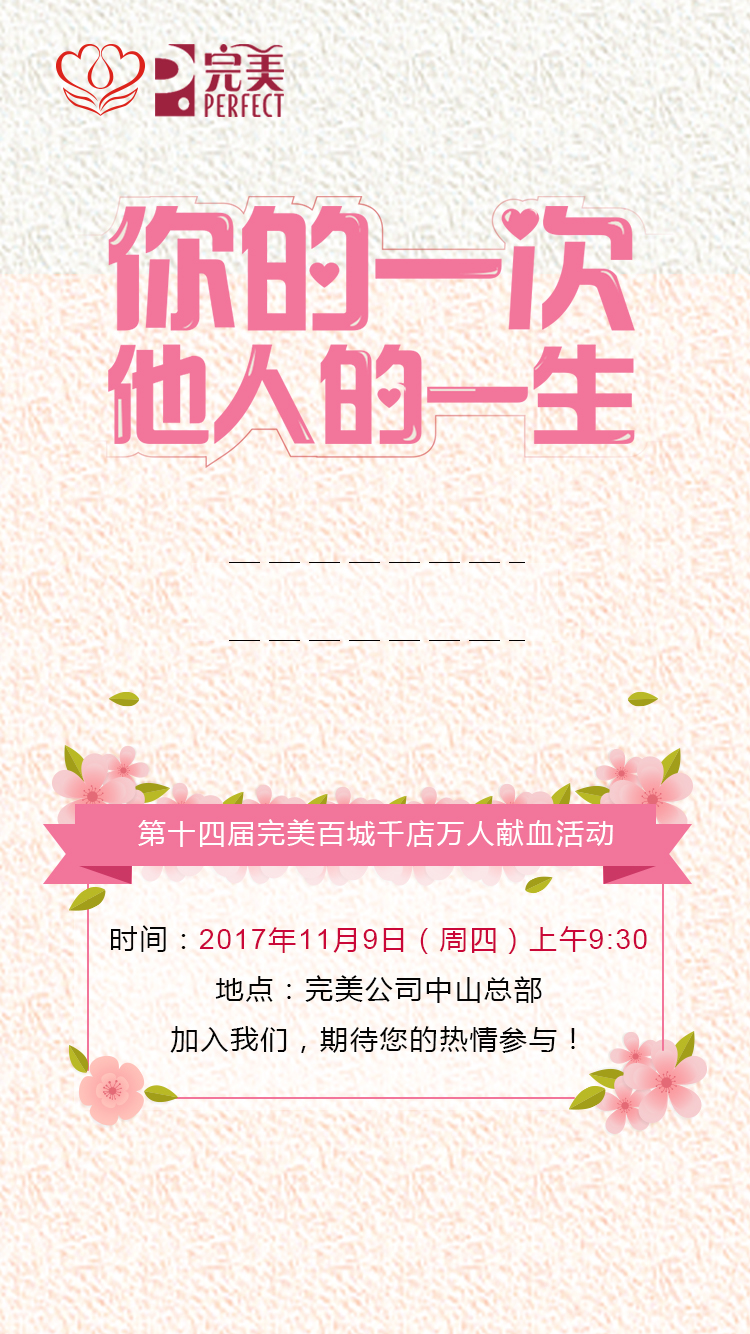 完美
PERFECT
你的一次
他人的一生
第十四届完美百城千店万人献血活动
时间：2017年11月9日（周四）上午9:30
地点：完美公司中山总部
加入我们，期待您的热情参与！